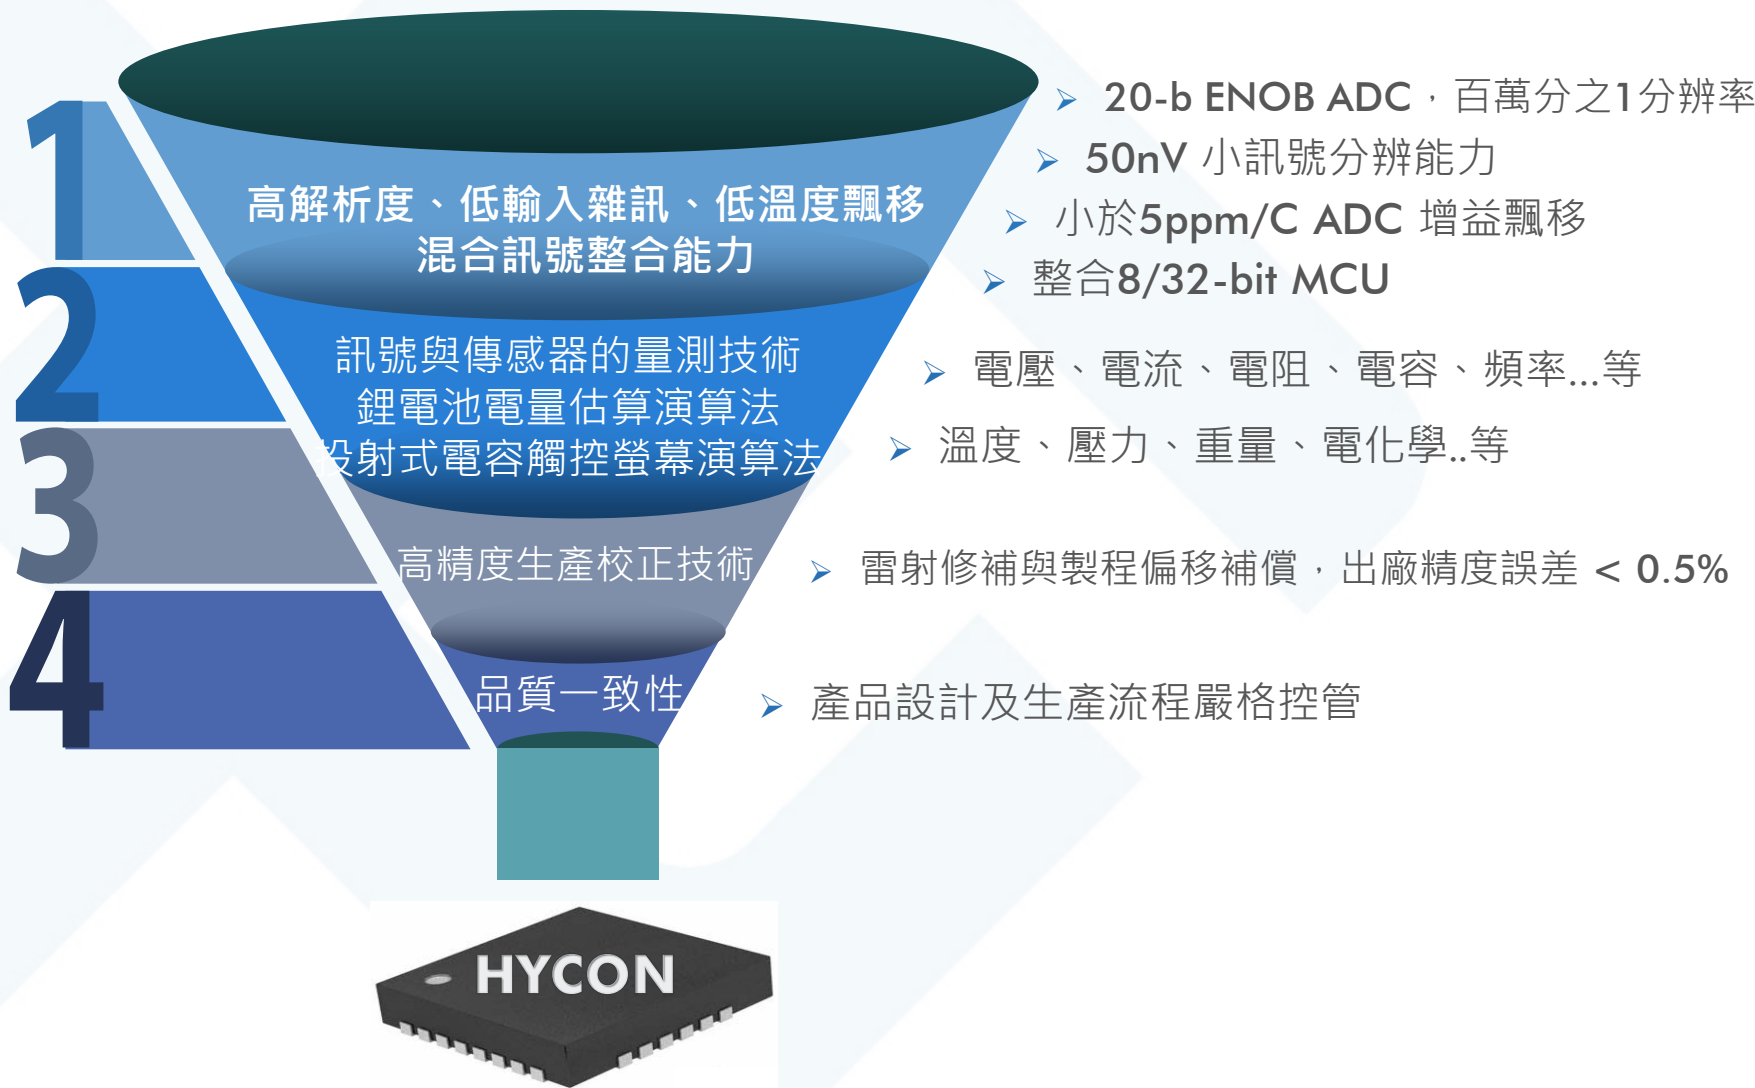 1
高解析度、低輸入雜訊、低溫度飄移
混合訊號整合能力
20-b ENOB ADC，百萬分之1分辨率
50nV 小訊號分辨能力
小於5ppm/C ADC 增益飄移
整合8/32-bit MCU
2
訊號與傳感器的量測技術
鋰電池電量估算演算法
投射式電容觸控螢幕演算法
電壓、電流、電阻、電容、頻率...等
溫度、壓力、重量、電化學..等
3
高精度生產校正技術
雷射修補與製程偏移補償，出廠精度誤差 < 0.5%
4
品質一致性
產品設計及生產流程嚴格控管
HYCON